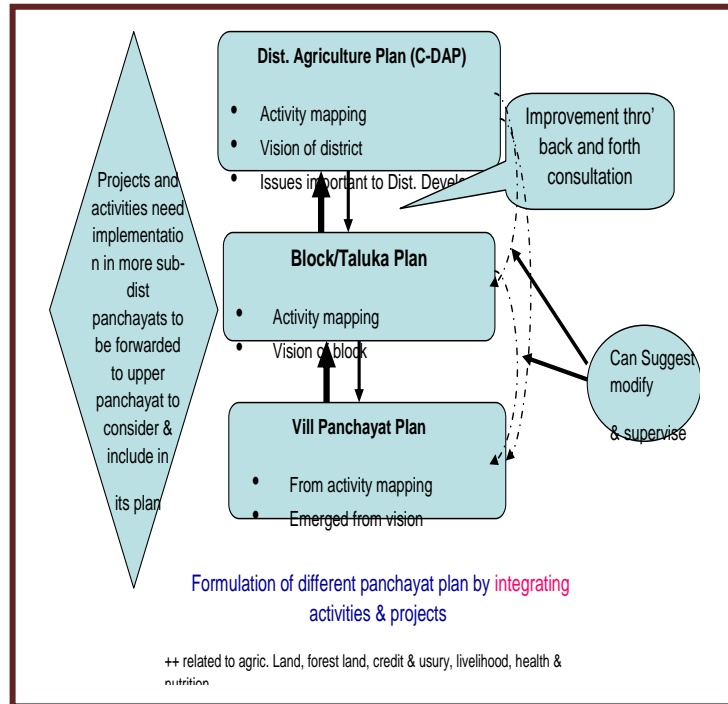 Dist. Agriculture Plan (C-DAP)
• Activity mapping
• Vision of district
• Issues important to Dist. Develo
Improvement thro'
back and forth
consultation
Projects and
activities need
implementatio
n in more sub-
dist
panchayats to
be forwarded
to upper
panchayat to
consider &
include in
its plan
Block/Taluka Plan
• Activity mapping
• Vision of block
Can Suggest
modify
& supervise
Vill Panchayat Plan
• From activity mapping
• Emerged from vision
Formulation of different panchayat plan by integrating
activities & projects
++ related to agric. Land, forest land, credit & usury, livelihood, health &
nutrition